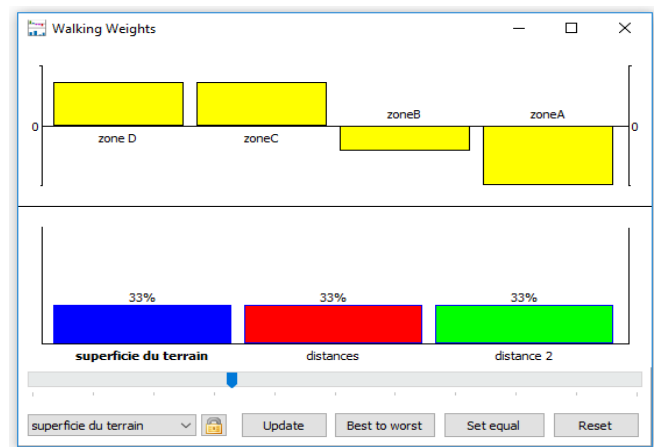 Walking Weights
zoneB zoneA
0 0
zone D zoneC
33% 33% 33%
superficie du terrain distances distance 2
superficie du terrain Update Best to worst Set equal Reset